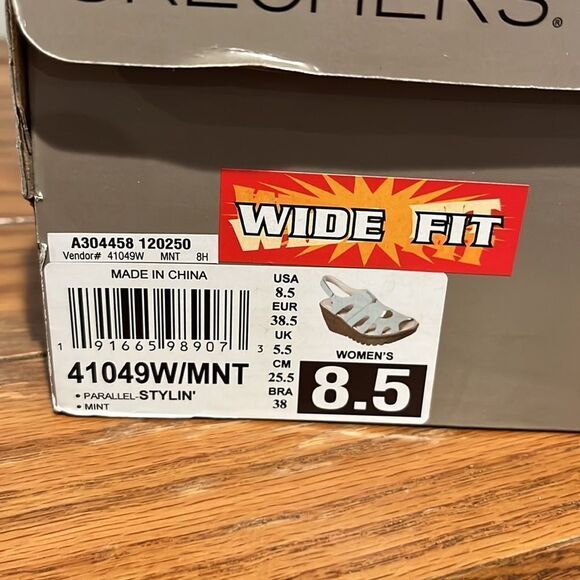 SKECHERS®
WIDE FIT
A304458 120250
Vendor# 41049W MNT 8H
MADE IN CHINA
1 91665 98907 3
41049W/MNT
• PARALLEL-STYLIN'
• MINT
USA
8.5
EUR
38.5
UK
5.5
CM
25.5
BRA
38
WOMEN'S
8.5